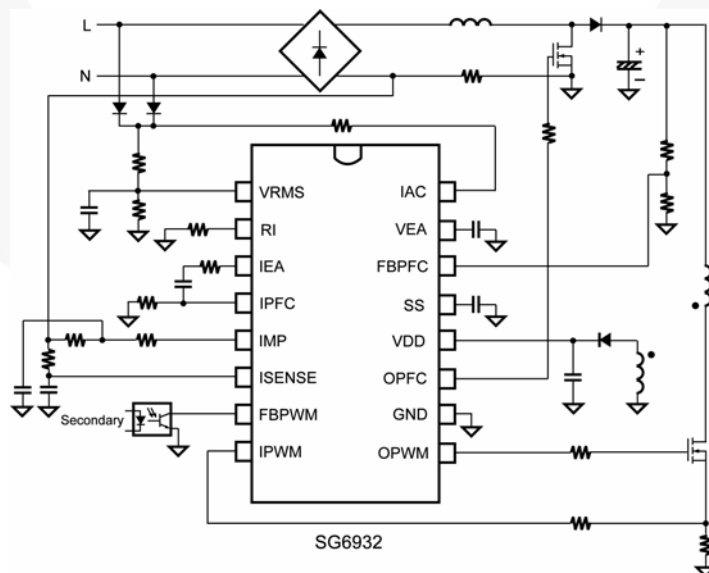 L
N
VRMS
IAC
RI
VEA
IEA
FBPFC
IPFC
SS
IMP
VDD
ISENSE
OPFC
FBPWM
GND
Secondary
IPWM
OPWM
SG6932